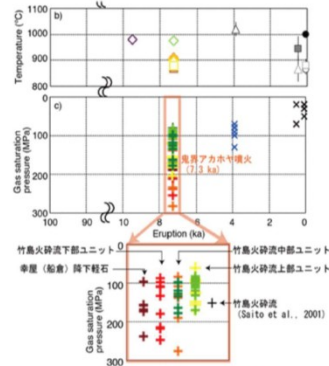 b)
Temperature (°C)
1100
1000
900
800
c)
Gas saturation pressure (MPa)
0
100
200
300
鬼界アカホヤ噴火
(7.3 ka)
100 90 10 8 6 4 2 0
Eruption (ka)
竹島火砕流下部ユニット
竹島火砕流中部ユニット
幸屋（船倉）降下軽石
竹島火砕流上部ユニット
Gas saturation pressure (MPa)
0
100
200
300
竹島火砕流
(Saito et al., 2001)